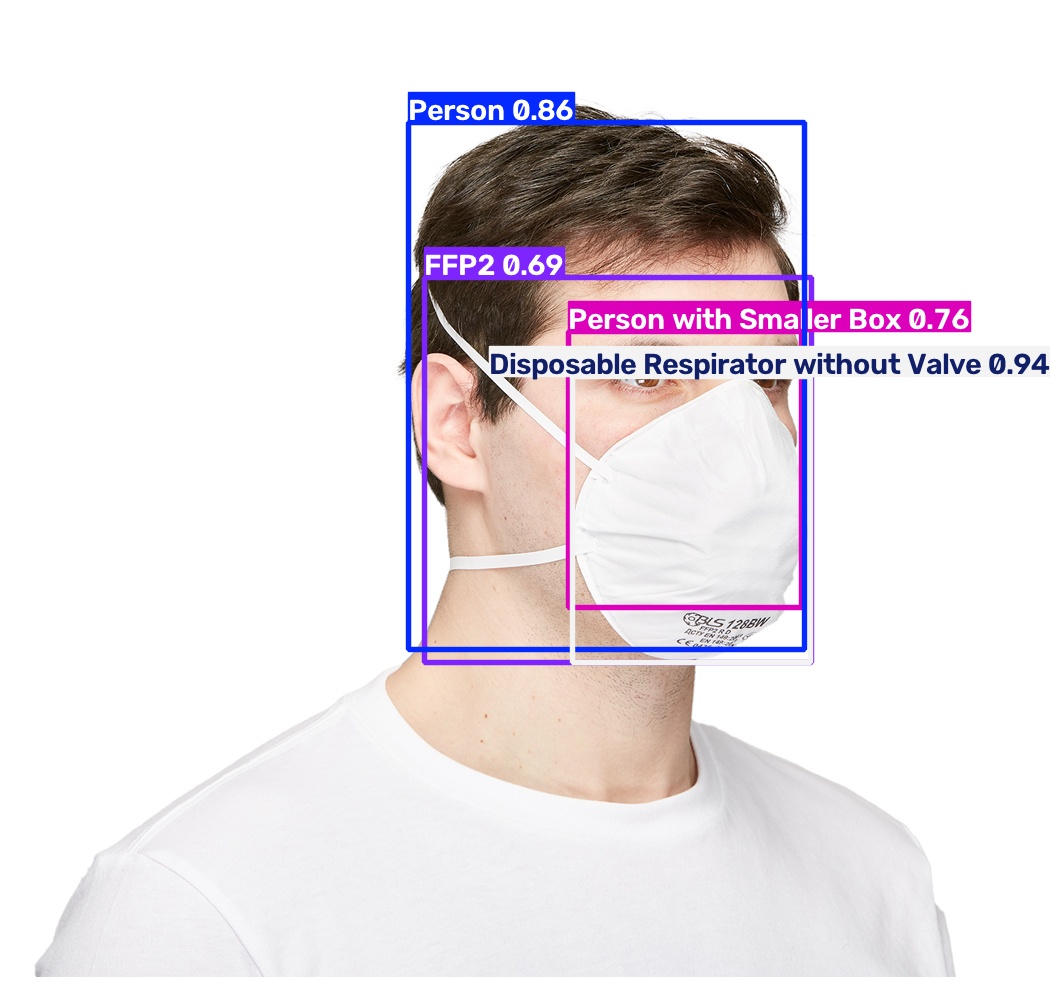 Person 0.86
FFP2 0.69
Person with Smaller Box 0.76
Disposable Respirator without Valve 0.94
BLS 128BW
FFP2 R D